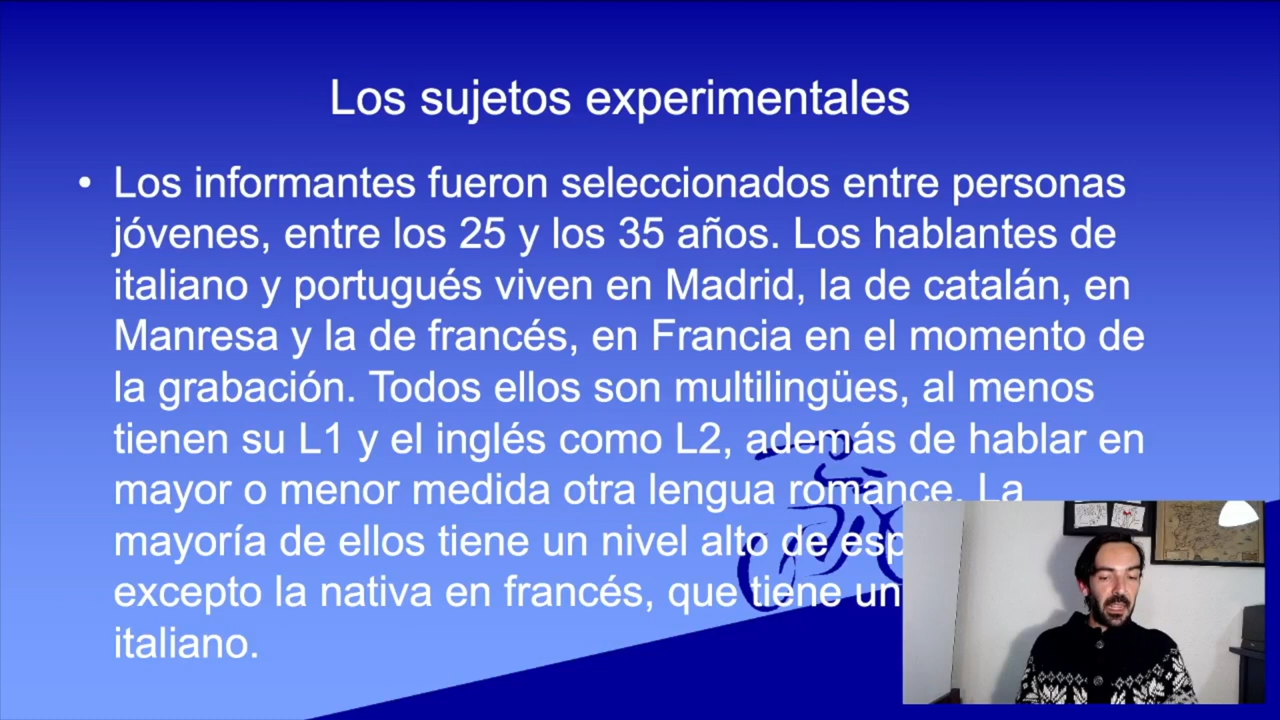 Los sujetos experimentales
• Los informantes fueron seleccionados entre personas
jóvenes, entre los 25 y los 35 años. Los hablantes de
italiano y portugués viven en Madrid, la de catalán, en
Manresa y la de francés, en Francia en el momento de
la grabación. Todos ellos son multilingües, al menos
tienen su L1 y el inglés como L2, además de hablar en
mayor o menor medida otra lengua romance. La
mayoría de ellos tiene un nivel alto de
excepto la nativa en francés, que tiene un
italiano.